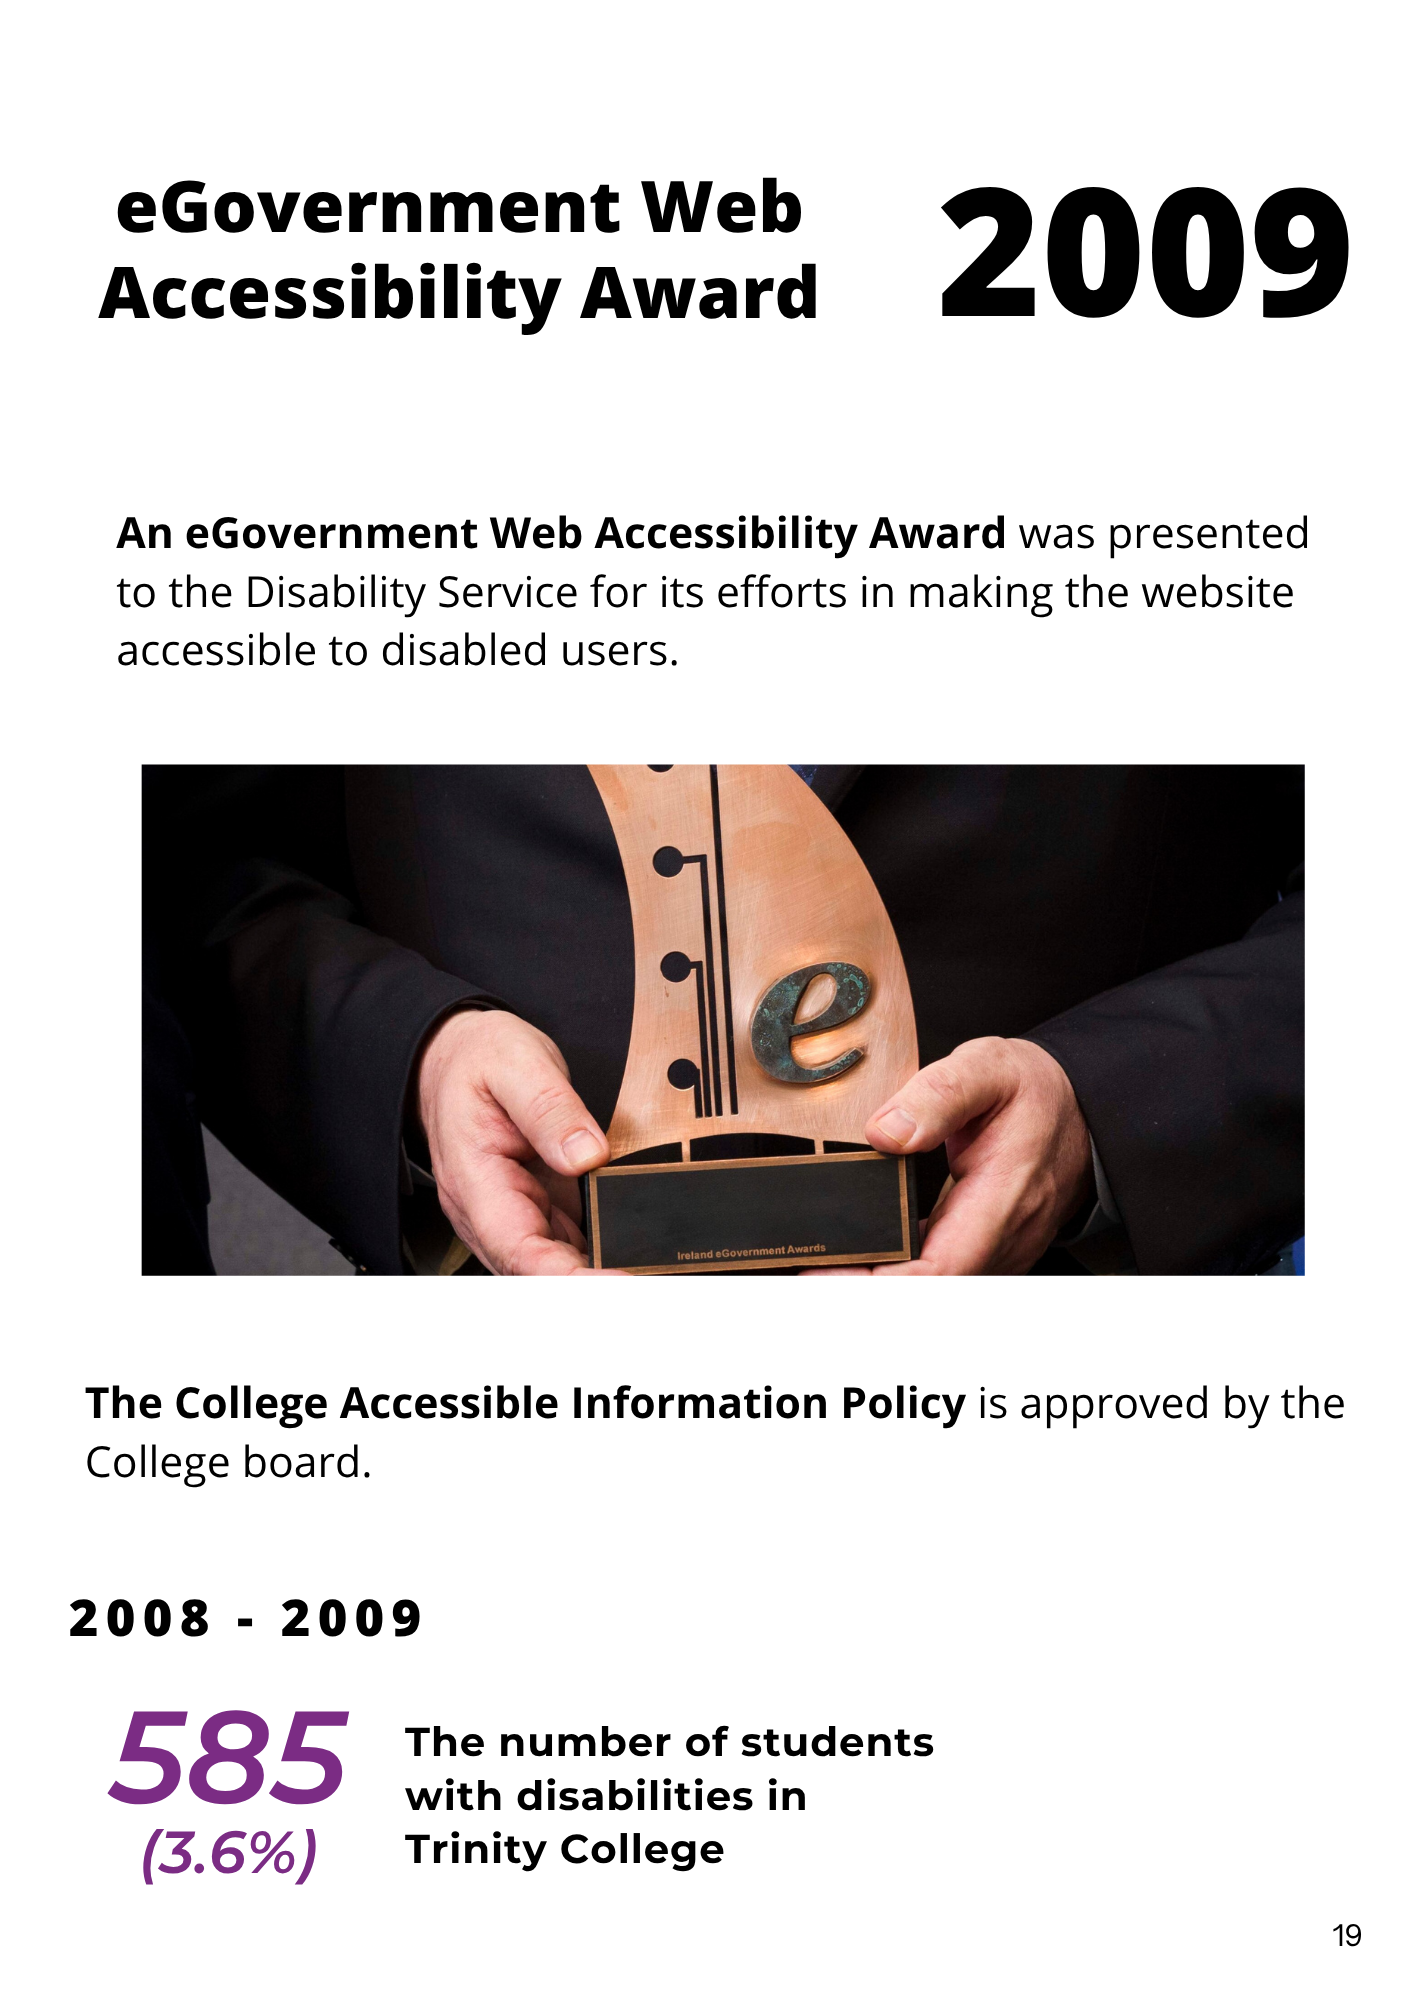 eGovernment Web
Accessibility Award
2009
An eGovernment Web Accessibility Award was presented
to the Disability Service for its efforts in making the website
accessible to disabled users.
e
Ireland eGovernment Awards
The College Accessible Information Policy is approved by the
College board.
2008 - 2009
585
(3.6%)
The number of students
with disabilities in
Trinity College
19